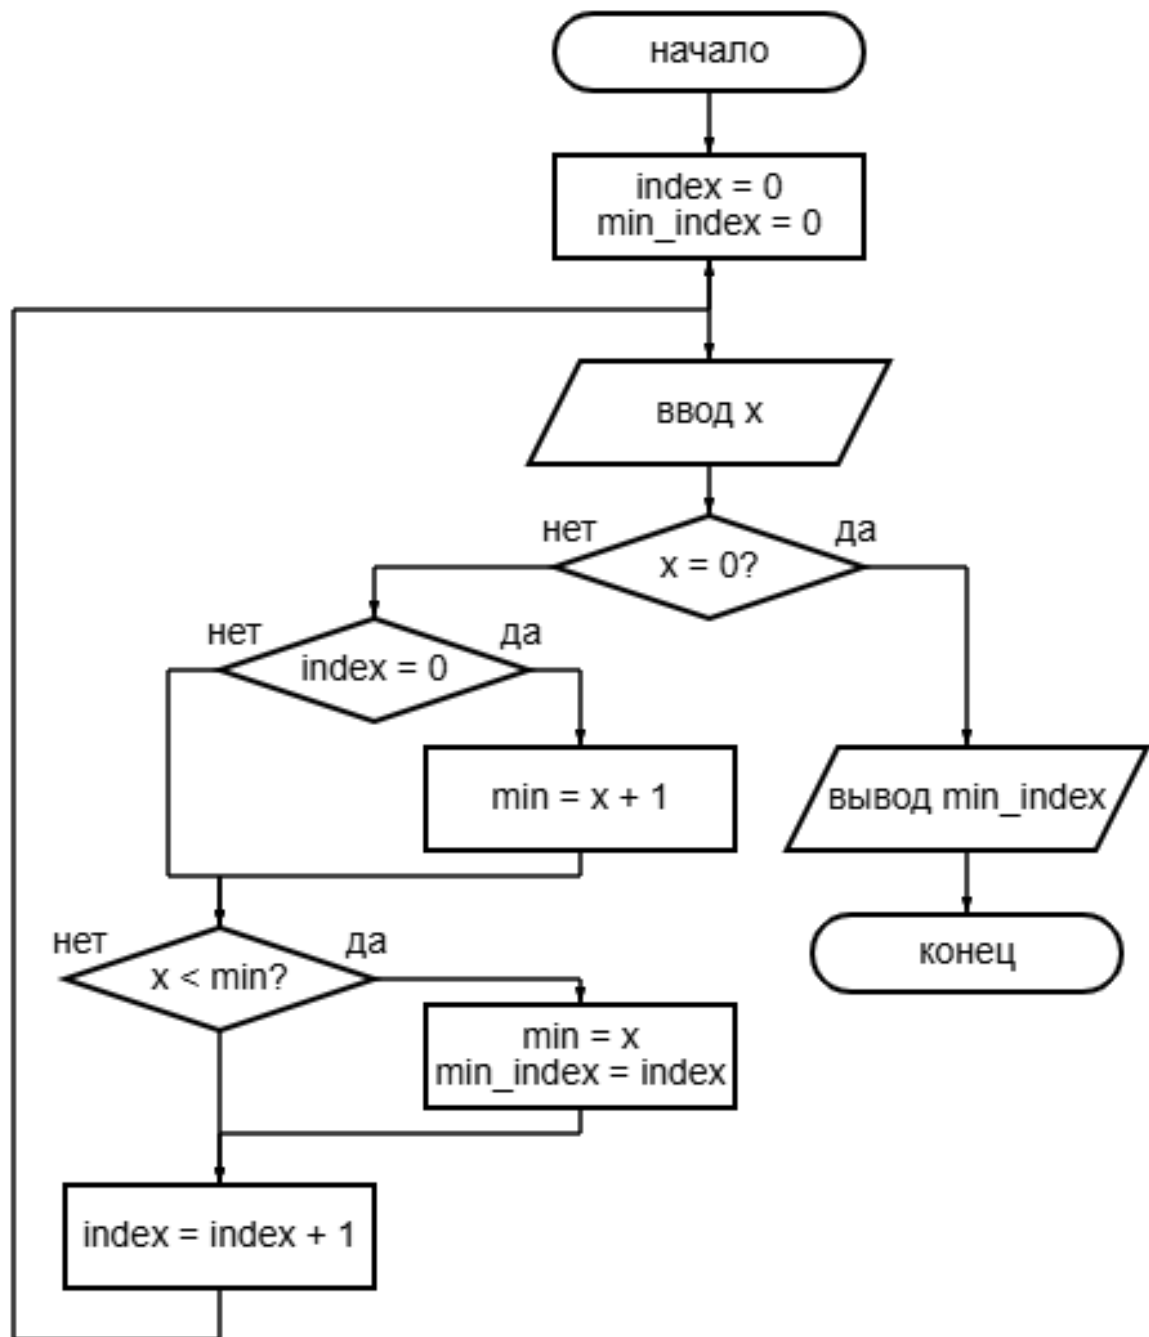 начало
index = 0
min_index = 0
ввод x
нет
да
x = 0?
нет
да
index = 0
min = x + 1
вывод min_index
нет
да
x < min?
конец
min = x
min_index = index
index = index + 1